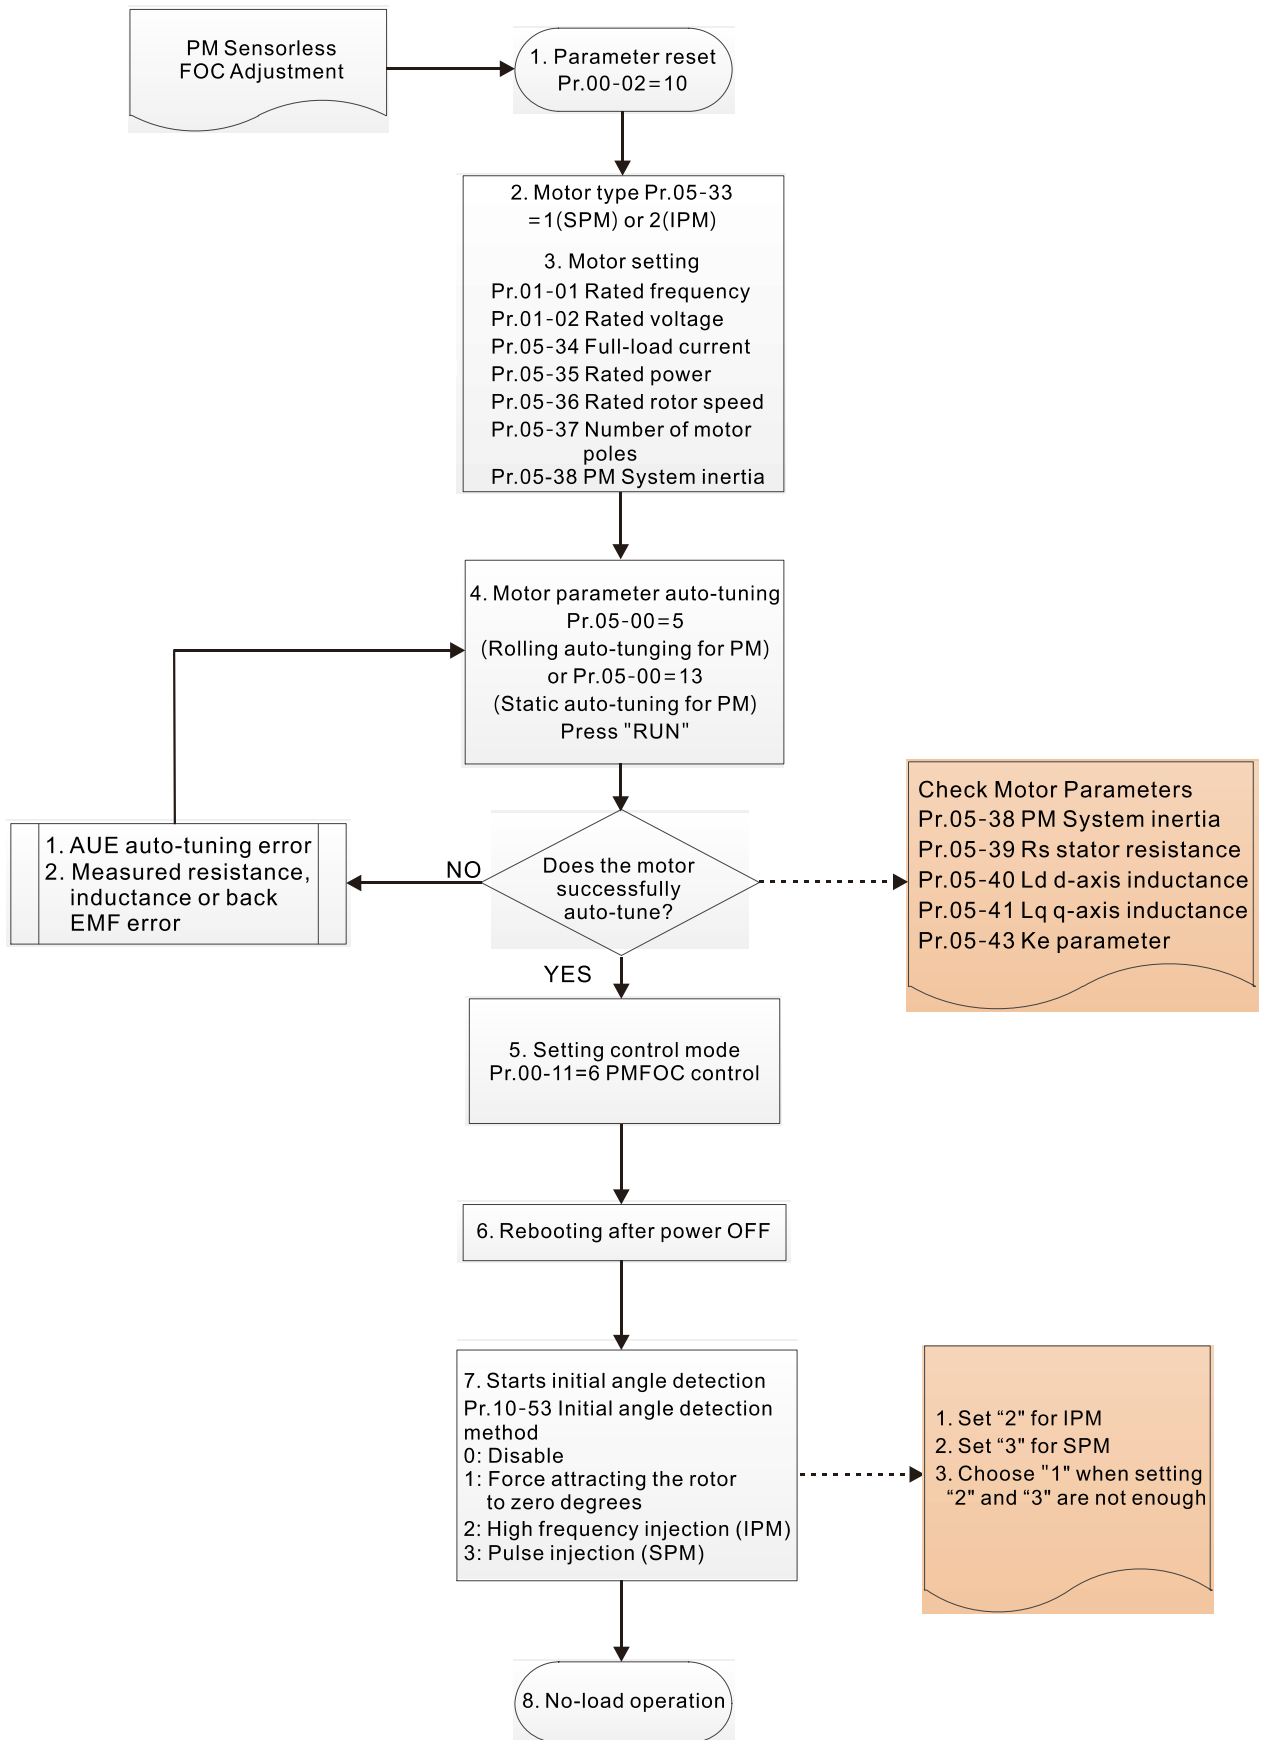 PM Sensorless
FOC Adjustment
1. Parameter reset
Pr.00-02=10
2. Motor type Pr.05-33
=1(SPM) or 2(IPM)
3. Motor setting
Pr.01-01 Rated frequency
Pr.01-02 Rated voltage
Pr.05-34 Full-load current
Pr.05-35 Rated power
Pr.05-36 Rated rotor speed
Pr.05-37 Number of motor
poles
Pr.05-38 PM System inertia
4. Motor parameter auto-tuning
Pr.05-00=5
(Rolling auto-tunging for PM)
or Pr.05-00=13
(Static auto-tuning for PM)
Press "RUN"
1. AUE auto-tuning error
2. Measured resistance,
inductance or back
EMF error
NO
Does the motor
successfully
auto-tune?
YES
Check Motor Parameters
Pr.05-38 PM System inertia
Pr.05-39 Rs stator resistance
Pr.05-40 Ld d-axis inductance
Pr.05-41 Lq q-axis inductance
Pr.05-43 Ke parameter
5. Setting control mode
Pr.00-11=6 PMFOC control
6. Rebooting after power OFF
7. Starts initial angle detection
Pr.10-53 Initial angle detection
method
0: Disable
1: Force attracting the rotor
to zero degrees
2: High frequency injection (IPM)
3: Pulse injection (SPM)
1. Set “2" for IPM
2. Set “3" for SPM
3. Choose "1" when setting
“2" and “3" are not enough
8. No-load operation